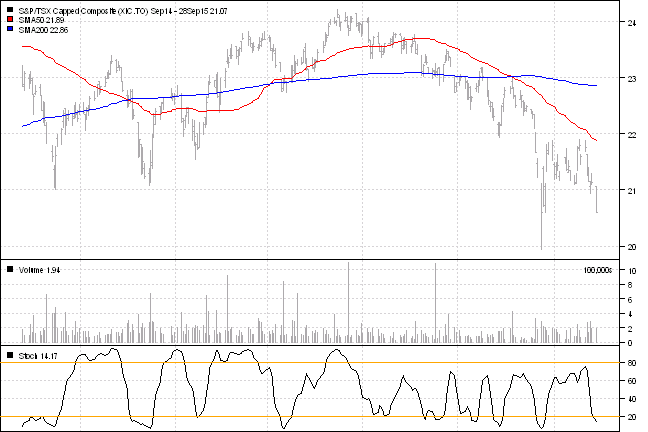 S&P/TSX Capped Composite (XIC.TO) Sep14 - 28Sep15 21.07
SMA50 21.89
SMA200 22.86
24
23
22
21
20
Volume 1.94
100,000s
10
8
6
4
2
0
Stoch 14.17
80
60
40
20